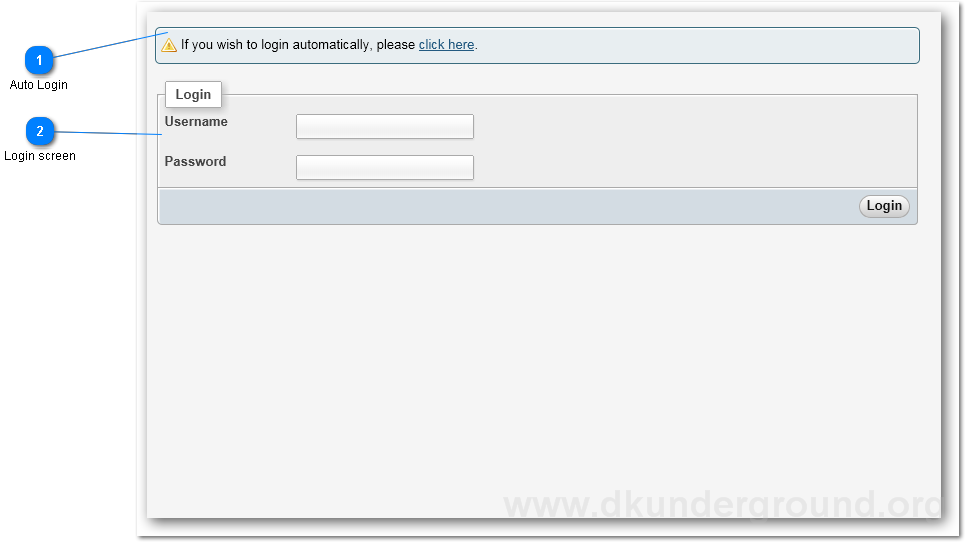 1
Auto Login
If you wish to login automatically, please click here.
Login
2
Login screen
Username
Password
Login
www.dkunderground.org